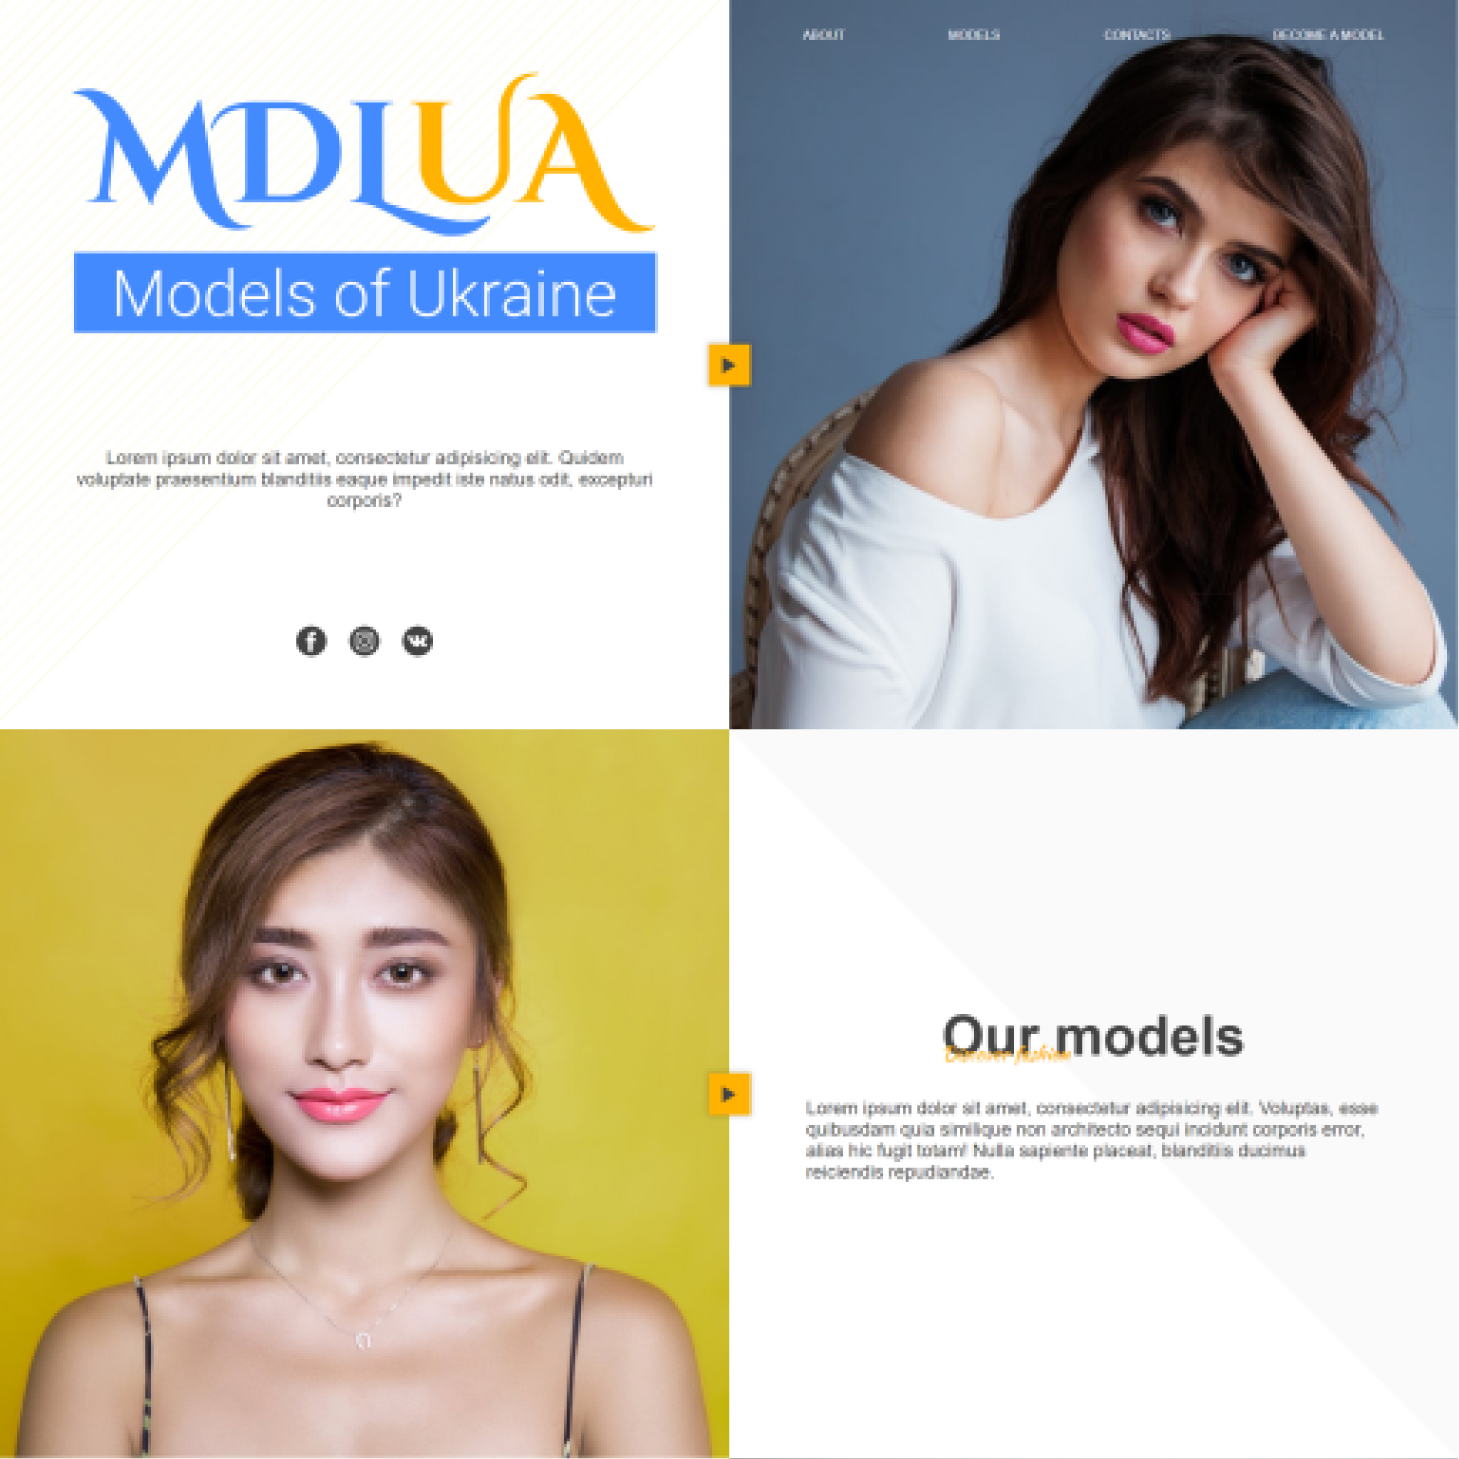 MDLUA
Models of Ukraine
Lorem ipsum dolor sit amet, consectetur adipisicing elit. Quidem
voluptate praesentium blanditiis eaque impedit iste natus odit, excepturi
corporis?
ABOUT MODELS CONTACTS BECOME A MODEL
Our models
Discover fashion
Lorem ipsum dolor sit amet, consectetur adipisicing elit. Voluptas, esse
quibusdam quia similique non architecto sequi incidunt corporis error,
alias hic fugit totam! Nulla sapiente placeat, blanditiis ducimus
reiciendis repudiandae.